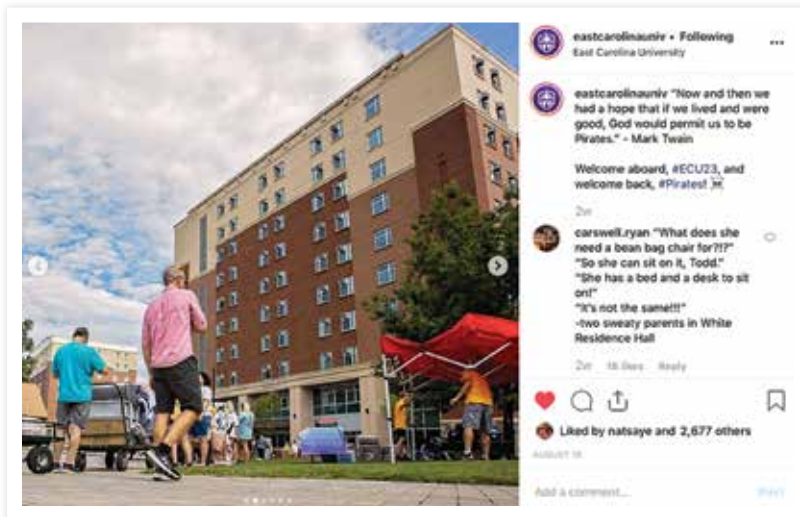 eastcarolinauniv • Following
East Carolina University
eastcarolinauniv "Now and then we
had a hope that if we lived and were
good, God would permit us to be
Pirates." - Mark Twain
Welcome aboard, #ECU23, and
welcome back, #Pirates! ☠
2w
carswell.ryan "What does she
need a bean bag chair for?!?"
"So she can sit on it, Todd."
"She has a bed and a desk to sit
on!"
"It's not the same!!!"
-two sweaty parents in White
Residence Hall
2w 18 likes Reply
Liked by natsaye and 2,677 others
AUGUST
Add a comment...
Post